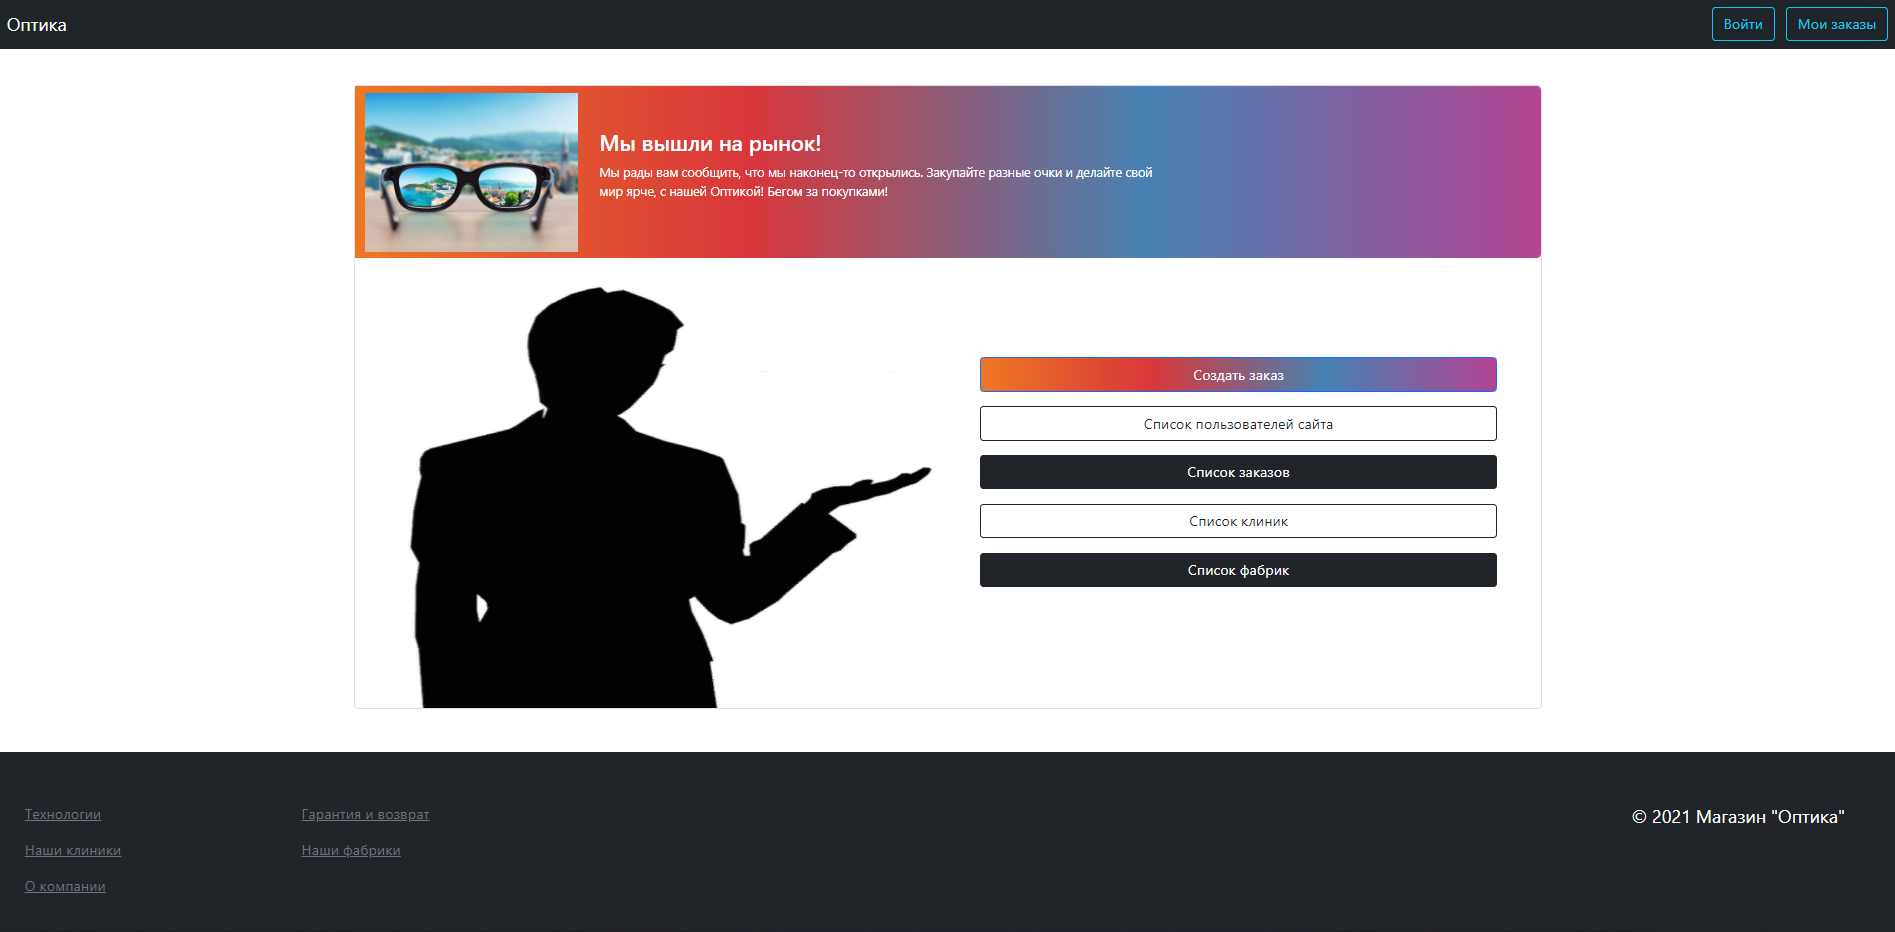 Оптика
Войти
Мои заказы
Мы вышли на рынок!
Мы рады вам сообщить, что мы наконец-то открылись. Закупайте разные очки и делайте свой
мир ярче, с нашей Оптикой! Бегом за покупками!
Создать заказ
Список пользователей сайта
Список заказов
Список клиник
Список фабрик
Технологии
Наши клиники
О компании
Гарантия и возврат
Наши фабрики
© 2021 Магазин "Оптика"